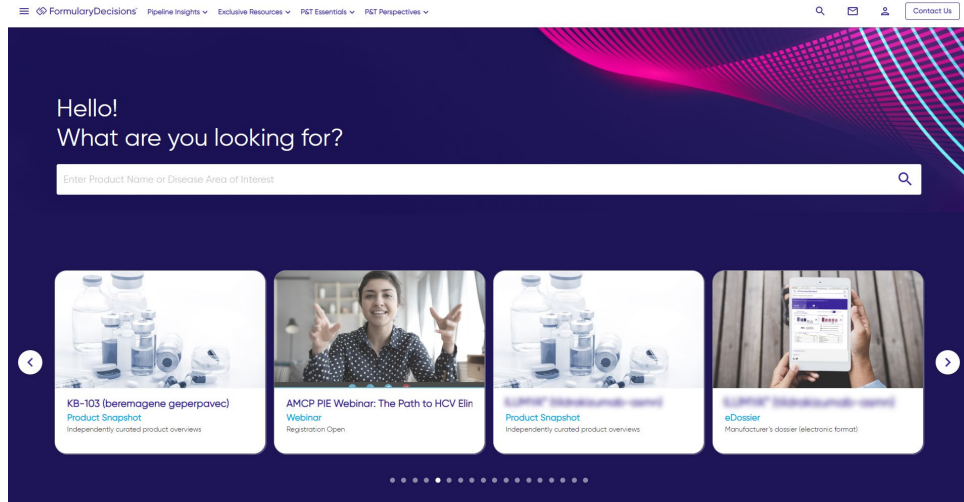 FormularyDecisions
Pipeline Insights
Exclusive Resources
P&T Essentials
P&T Perspectives
Contact Us
Hello!
What are you looking for?
Enter Product Name or Disease Area of Interest
KB-103 (beremagene geperpavec)
Product Snapshot
Independently curated product overviews
AMCP PIE Webinar: The Path to HCV Elin
Webinar
Registration Open
Product Snapshot
Independently curated product overviews
eDossier
Manufacturer's dossier (electronic format)